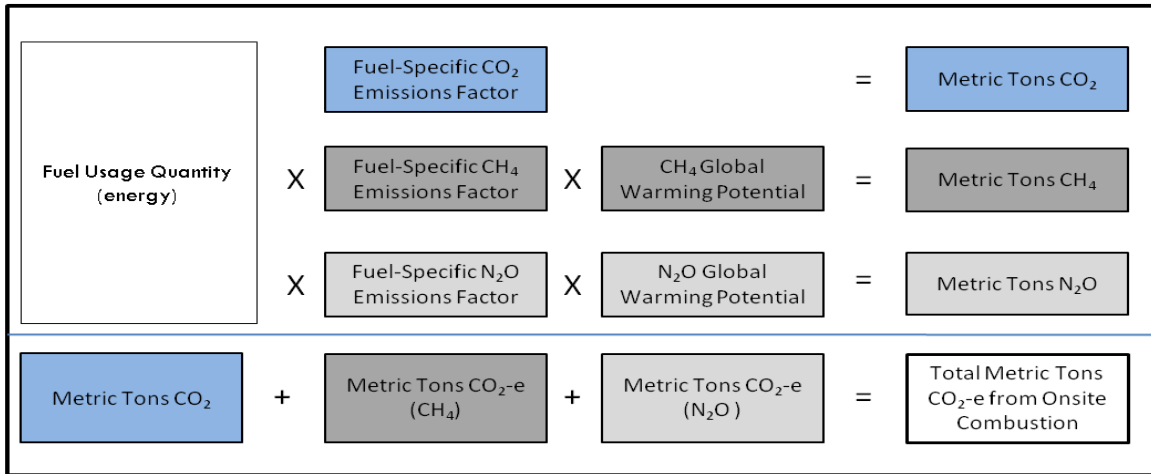 Fuel-Specific CO₂
Emissions Factor
=
Metric Tons CO₂
Fuel Usage Quantity
(energy)
X
Fuel-Specific CH₄
Emissions Factor
X
CH₄ Global
Warming Potential
=
Metric Tons CH₄
X
Fuel-Specific N₂O
Emissions Factor
X
N₂O Global
Warming Potential
=
Metric Tons N₂O
Metric Tons CO₂
+
Metric Tons CO₂-e
(CH₄)
+
Metric Tons CO₂-e
(N₂O )
=
Total Metric Tons
CO₂-e from Onsite
Combustion